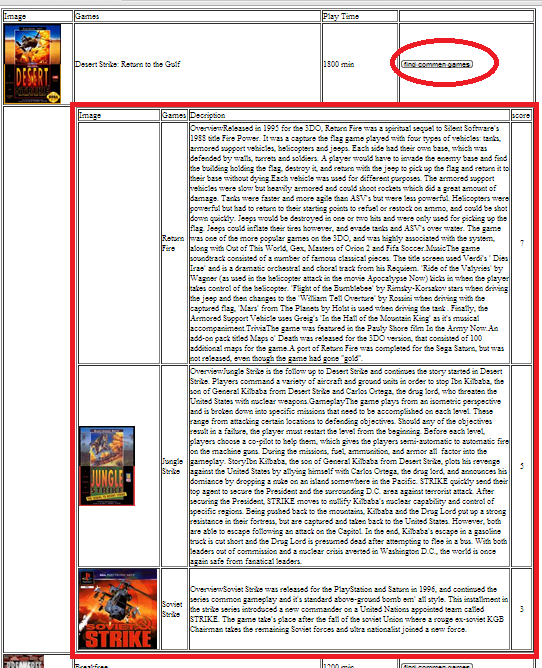 Image Games Play Time
DESERT STRIKE
Desert Strike: Return to the Gulf 1800 min find commen games
Image Games Decription score
Return Fire
OverviewReleased in 1995 for the 3DO, Return Fire was a spiritual sequel to Silent Software's
1988 title Fire Power. It was a capture the flag game played with four types of vehicles; tanks,
armored support vehicles, helicopters and jeeps. Each side had their own base, which was
defended by walls, turrets and soldiers. A player would have to invade the enemy base and find
the building holding the flag, destroy it, and return with the jeep to pick up the flag and return it to
their base without dying.Each vehicle was used for different purposes. The armored support
vehicles were slow but heavily armored and could shoot rockets which did a great amount of
damage. Tanks were faster and more agile than ASV's but were less powerful. Helicopters were
powerful but had to return to their starting points to refuel or restock on ammo, and could be shot
down quickly. Jeeps would be destroyed in one or two hits and were only used for picking up the
flag. Jeeps could inflate their tires however, and evade tanks and ASV's over water. The game
was one of the more popular games on the 3DO, and was highly associated with the system,
along with Out of This World, Gex, Masters of Orion 2 and Fifa Soccer.MusicThe game
soundtrack consisted of a number of famous classical pieces. The title screen used Verdi's ' Dies
Irae' and is a dramatic orchestral and choral track from his Requiem. 'Ride of the Valyries' by
Wagner (as used in the helicopter attack in the movie Apocalypse Now) kicks in when the player
takes control of the helicopter. 'Flight of the Bumblebee' by Rimsky-Korsakov stars when driving
the jeep and then changes to the 'William Tell Overture' by Rossini when driving with the
captured flag, 'Mars' from The Planets by Holst is used when driving the tank . Finally, the
Armored Support Vehicle uses Greig's 'In the Hall of the Mountain King' as it's musical
accompaniment.TriviaThe game was featured in the Pauly Shore film In the Army Now.An
add-on pack titled Maps o' Death was released for the 3DO version, that consisted of 100
additional maps for the game.A port of Return Fire was completed for the Sega Saturn, but was
not released, even though the game had gone "gold".
7
JUNGLE STRIKE
Jungle Strike
OverviewJungle Strike is the follow up to Desert Strike and continues the story started in Desert
Strike. Players command a variety of aircraft and ground units in order to stop Ibn Kilbaba, the
son of General Kilbaba from Desert Strike and Carlos Ortega, the drug lord, who threaten the
United States with nuclear weapons.GameplayThe game plays from an isometric perspective
and is broken down into specific missions that need to be accomplished on each level. These
range from attacking certain locations to defending objectives. Should any of the objectives
result in a failure, the player must restart the level from the beginning. Before each level,
players choose a co-pilot to help them, which gives the players semi-automatic to automatic fire
on the machine guns. During the missions, fuel, ammunition, and armor all factor into the
gameplay. StoryIbn Kilbaba, the son of General Kilbaba from Desert Strike, plots his revenge
against the United States by allying himself with Carlos Ortega, the drug lord, and announces his
domiance by dropping a nuke on an island somewhere in the Pacific. STRIKE quickly send their
top agent to secure the President and the surrounding D.C. area against terrorist attack. After
securing the President, STRIKE moves to nullify Kilbaba's nuclear capability and control of
specific regions. Being pushed back to the mountains, Kilbaba and the Drug Lord put up a strong
resistance in their fortress, but are captured and taken back to the United States. However, both
are able to escape following an attack on the Capitol. In the end, Kilbaba's escape in a gasoline
truck is cut short and the Drug Lord is presumed dead after attempting to flee in a bus. With both
leaders out of commission and a nuclear crisis averted in Washington D.C., the world is once
again safe from fanatical leaders.
5
SOVIET STRIKE
Soviet Strike
OverviewSoviet Strike was released for the PlayStation and Saturn in 1996, and continued the
series common gameplay and it's standard above-ground bomb em' all style. This installment in
the strike series introduced a new commander on a United Nations appointed team called
STRIKE. The game take's place after the fall of the soviet Union where a rouge ex-soviet KGB
Chairman takes the remaining Soviet forces and ultra nationalist joined a new force.
3
Breakfree 1200 min find commen games